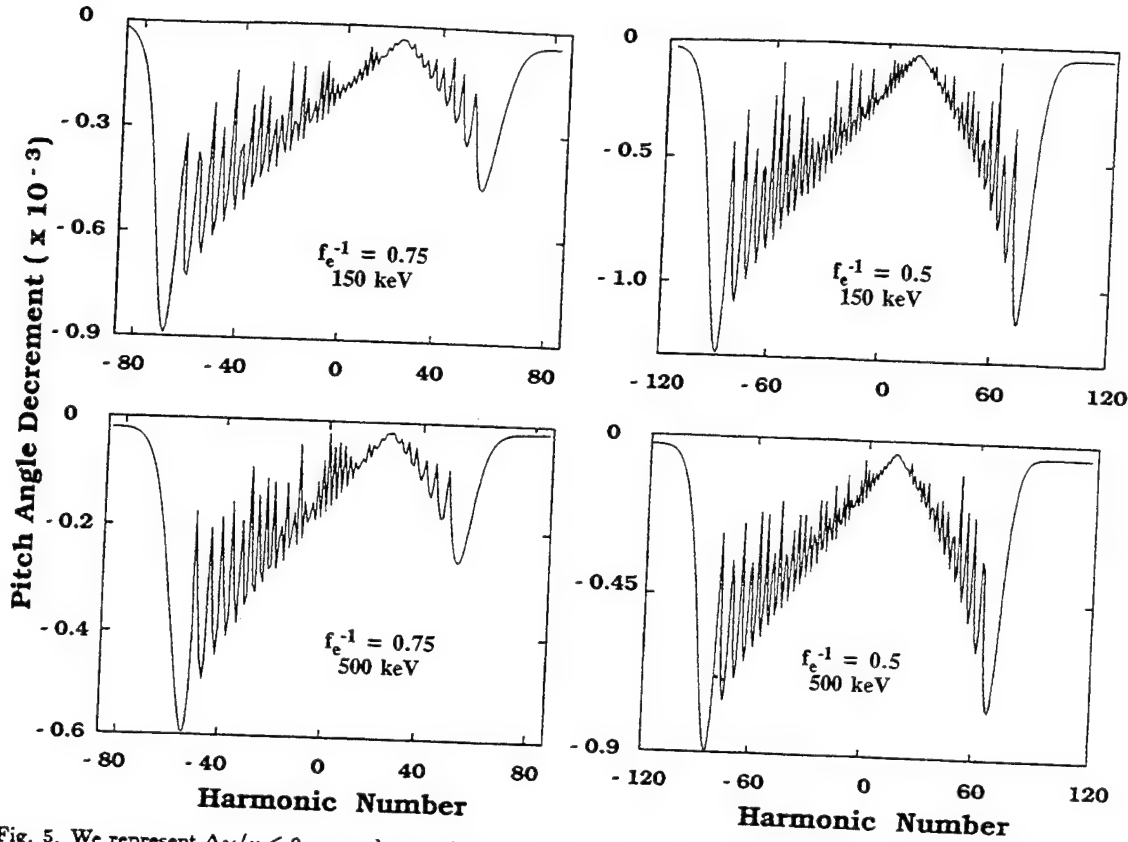 Pitch Angle Decrement ( x 10 ⁻³ )
0
- 0.3
- 0.6
- 0.9
fₑ⁻¹ = 0.75
150 keV
- 80
- 40
0
40
80
0
- 0.5
- 1.0
fₑ⁻¹ = 0.5
150 keV
- 120
- 60
0
60
120
0
- 0.2
- 0.4
- 0.6
fₑ⁻¹ = 0.75
500 keV
- 80
- 40
0
40
80
Harmonic Number
0
- 0.45
- 0.9
fₑ⁻¹ = 0.5
500 keV
- 120
- 60
0
60
120
Harmonic Number
Fig. 5. We represent